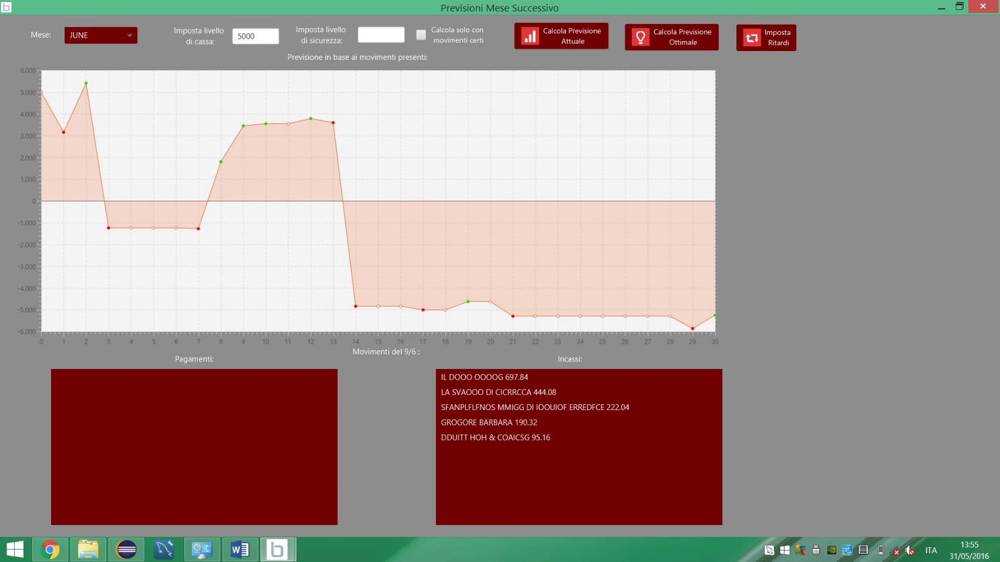 Previsioni Mese Successivo
Mese:
JUNE
Imposta livello
di cassa:
5000
Imposta livello
di sicurezza:
Calcola solo con
movimenti certi
Calcola Previsione
Attuale
Calcola Previsione
Ottimale
Imposta
Ritardi
Previsione in base ai movimenti presenti:
6.000
5.000
4.000
3.000
2.000
1.000
0
-1.000
-2.000
-3.000
-4.000
-5.000
-6.000
0 1 2 3 4 5 6 7 8 9 10 11 12 13 14 15 16 17 18 19 20 21 22 23 24 25 26 27 28 29 30
Movimenti del 9/6 :
Pagamenti:
Incassi:
IL DOOO OOOOG 697.84
LA SVAOOO DI CICRRCCA 444.08
SFANPLFLFNOS MMIGG DI IOOUIOF ERREDFCE 222.04
GROGORE BARBARA 190.32
DDUITT HOH & COAICSG 95.16
ITA
13:55
31/05/2016